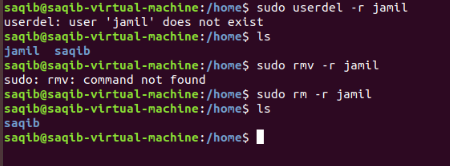 saqib@saqib-virtual-machine:/home$ sudo userdel -r jamil
userdel: user 'jamil' does not exist
saqib@saqib-virtual-machine:/home$ ls
jamil  saqib
saqib@saqib-virtual-machine:/home$ sudo rmv -r jamil
sudo: rmv: command not found
saqib@saqib-virtual-machine:/home$ sudo rm -r jamil
saqib@saqib-virtual-machine:/home$ ls
saqib
saqib@saqib-virtual-machine:/home$